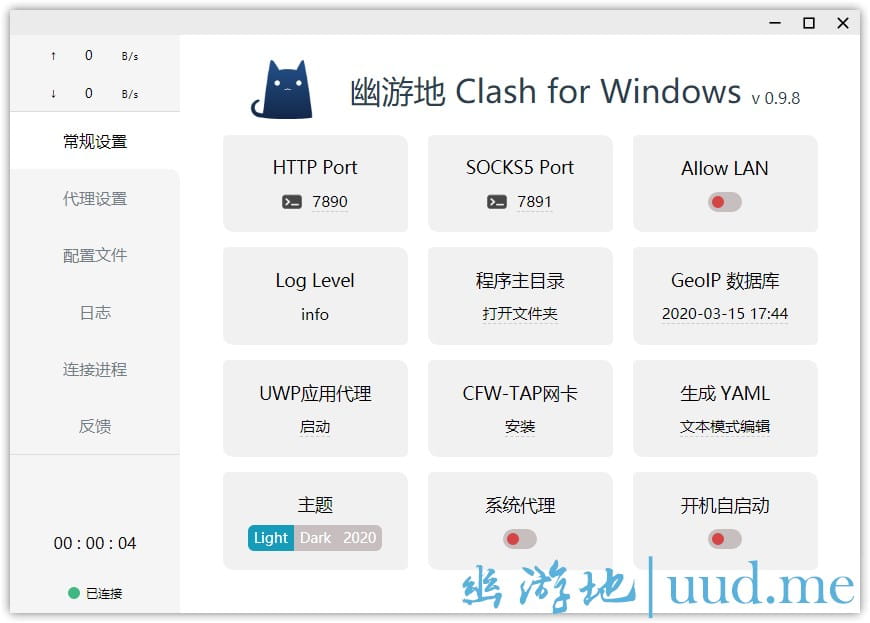 ↑ 0 B/s
↓ 0 B/s
常规设置
代理设置
配置文件
日志
连接进程
反馈
00 : 00 : 04
已连接
幽游地 Clash for Windows v 0.9.8
HTTP Port
7890
SOCKS5 Port
7891
Allow LAN
Log Level
info
程序主目录
打开文件夹
GeoIP 数据库
2020-03-15 17:44
UWP应用代理
启动
CFW-TAP网卡
安装
生成 YAML
文本模式编辑
主题
Light Dark 2020
系统代理
开机自启动
幽游地|uud.me